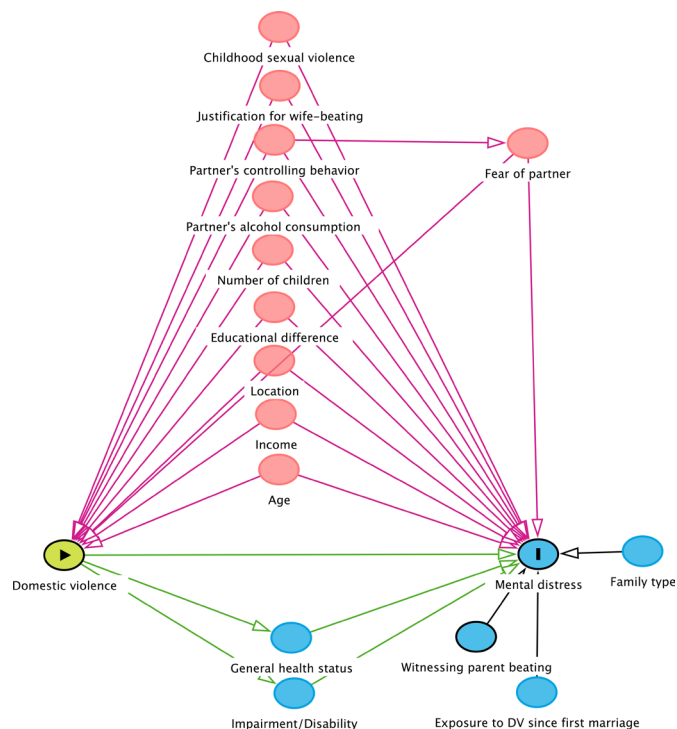 Childhood sexual violence
Justification for wife-beating
Partner's controlling behavior
Fear of partner
Partner's alcohol consumption
Number of children
Educational difference
Location
Income
Age
Domestic violence
Mental distress
Family type
General health status
Witnessing parent beating
Impairment/Disability
Exposure to DV since first marriage